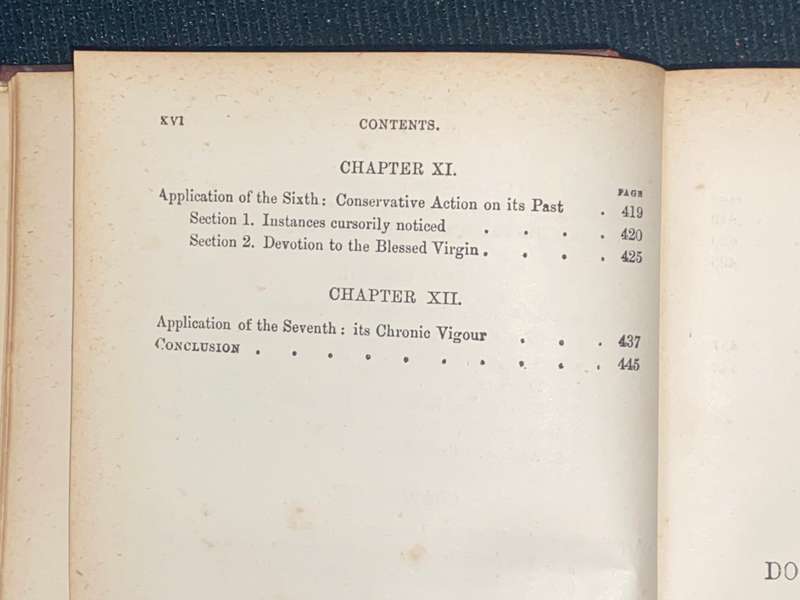 XVI CONTENTS.
CHAPTER XI.
PAGE
Application of the Sixth: Conservative Action on its Past . 419
Section 1. Instances cursorily noticed . . . . 420
Section 2. Devotion to the Blessed Virgin . . . . 425
CHAPTER XII.
Application of the Seventh: its Chronic Vigour . . . 437
CONCLUSION . . . . . . . . . . 445
DO